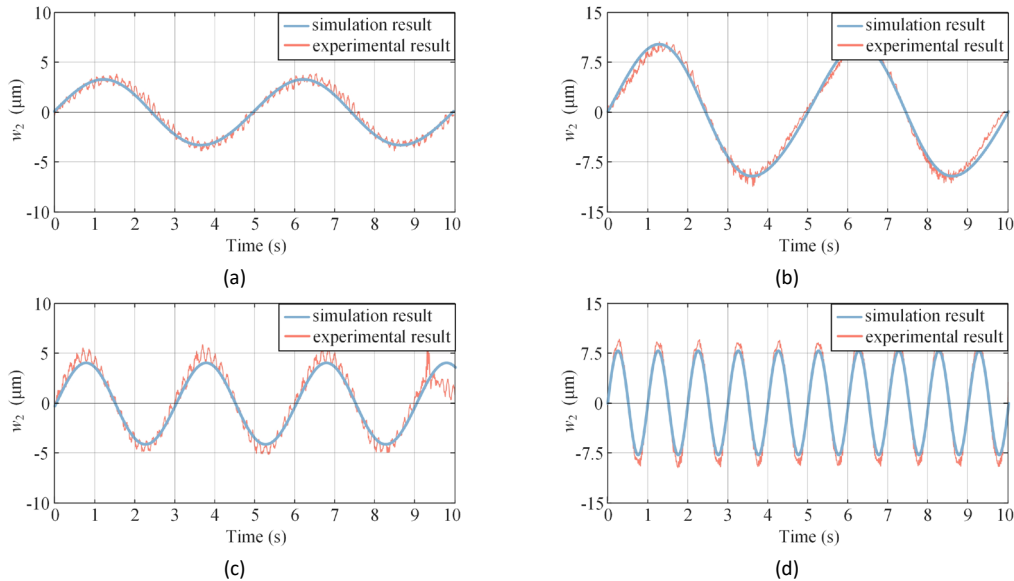 10
5
0
-5
-10
w₂ (μm)
simulation result
experimental result
0 1 2 3 4 5 6 7 8 9 10
Time (s)
(a)
15
7.5
0
-7.5
-15
w₂ (μm)
simulation result
experimental result
0 1 2 3 4 5 6 7 8 9 10
Time (s)
(b)
10
5
0
-5
-10
w₂ (μm)
simulation result
experimental result
0 1 2 3 4 5 6 7 8 9 10
Time (s)
(c)
15
7.5
0
-7.5
-15
w₂ (μm)
simulation result
experimental result
0 1 2 3 4 5 6 7 8 9 10
Time (s)
(d)